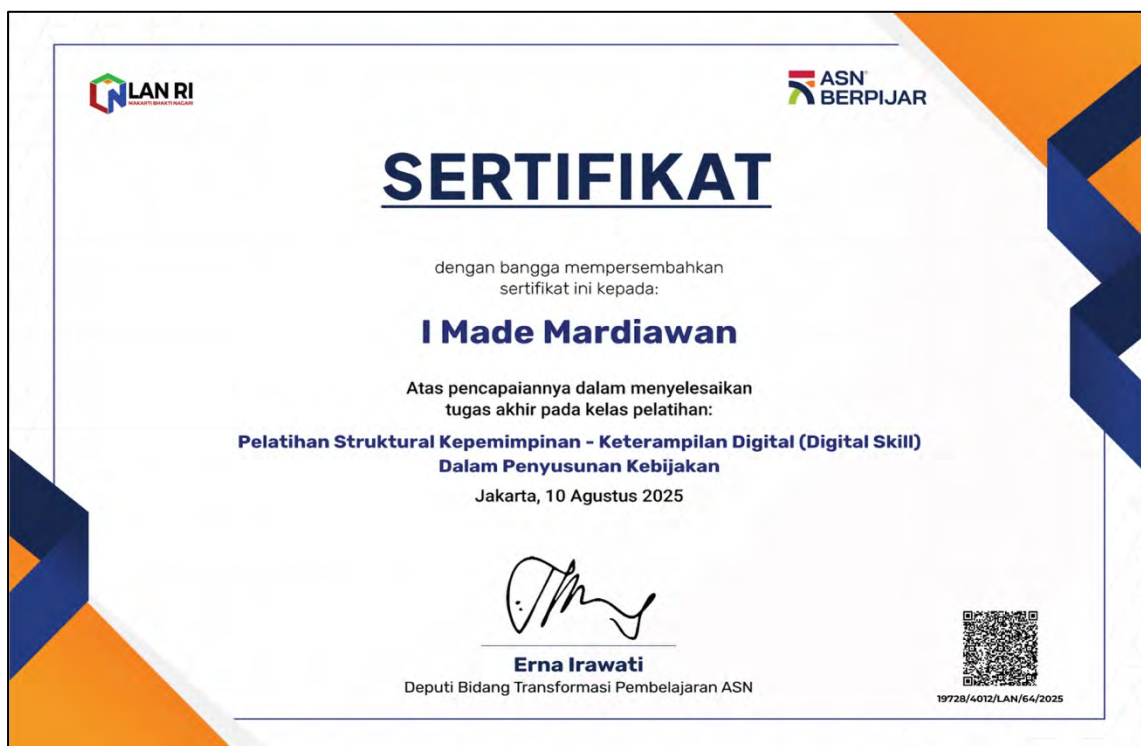 LAN RI
MAKARTI BHAKTI NAGARI
ASN
BERPIJAR
SERTIFIKAT
dengan bangga mempersembahkan
sertifikat ini kepada:
I Made Mardiawan
Atas pencapaiannya dalam menyelesaikan
tugas akhir pada kelas pelatihan:
Pelatihan Struktural Kepemimpinan - Keterampilan Digital (Digital Skill)
Dalam Penyusunan Kebijakan
Jakarta, 10 Agustus 2025
Erna Irawati
Deputi Bidang Transformasi Pembelajaran ASN
19728/4012/LAN/64/2025